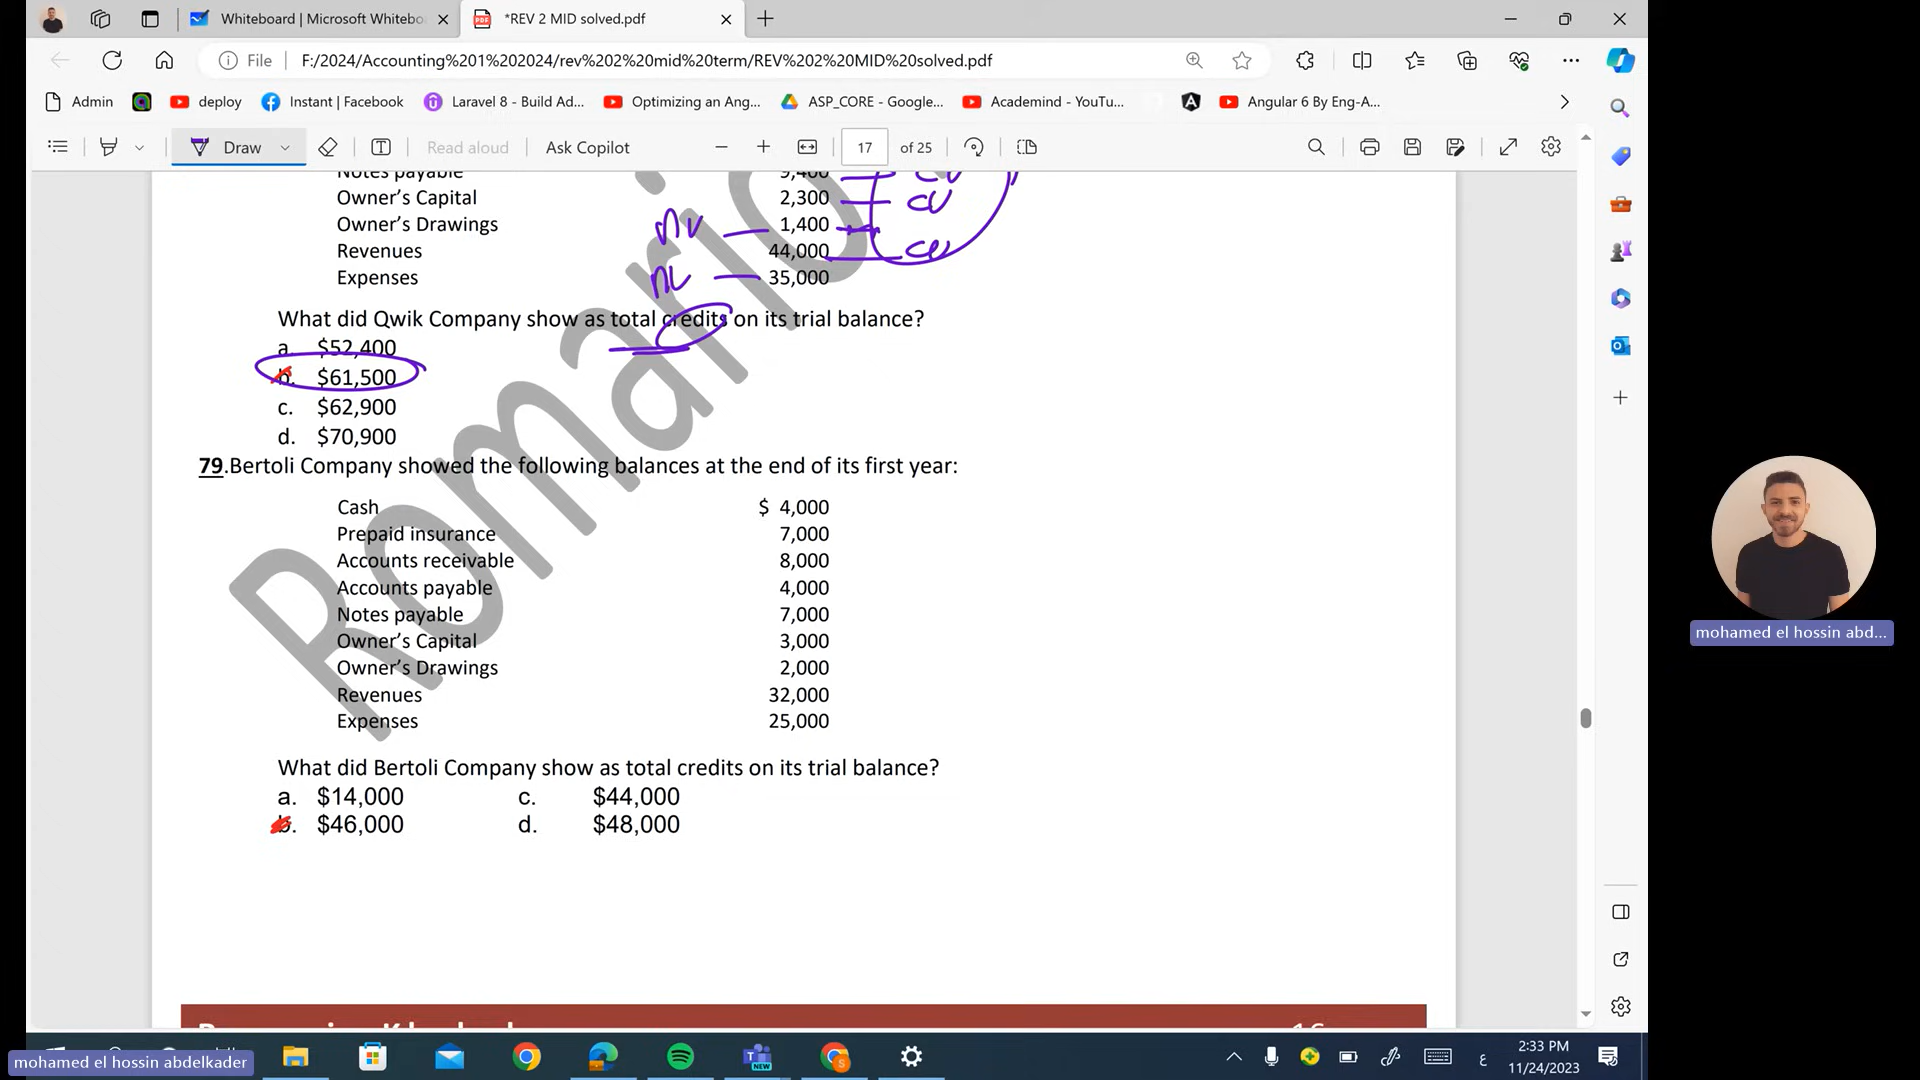 Whiteboard | Microsoft Whitebo
*REV 2 MID solved.pdf
File
F:/2024/Accounting%201%202024/rev%202%20mid%20term/REV%202%20MID%20solved.pdf
Admin
deploy
Instant | Facebook
Laravel 8 - Build Ad...
Optimizing an Ang...
ASP_CORE - Google...
Academind - YouTu...
Angular 6 By Eng-A...
Draw
Read aloud
Ask Copilot
17 of 25
Notes payable 9,400
Owner's Capital 2,300
Owner's Drawings 1,400
Revenues 44,000
Expenses 35,000
What did Qwik Company show as total credits on its trial balance?
a. $52,400
b. $61,500
c. $62,900
d. $70,900
79.Bertoli Company showed the following balances at the end of its first year:
Cash $ 4,000
Prepaid insurance 7,000
Accounts receivable 8,000
Accounts payable 4,000
Notes payable 7,000
Owner's Capital 3,000
Owner's Drawings 2,000
Revenues 32,000
Expenses 25,000
What did Bertoli Company show as total credits on its trial balance?
a. $14,000 c. $44,000
b. $46,000 d. $48,000
Romario
mohamed el hossin abd...
mohamed el hossin abdelkader
ع
2:33 PM
11/24/2023